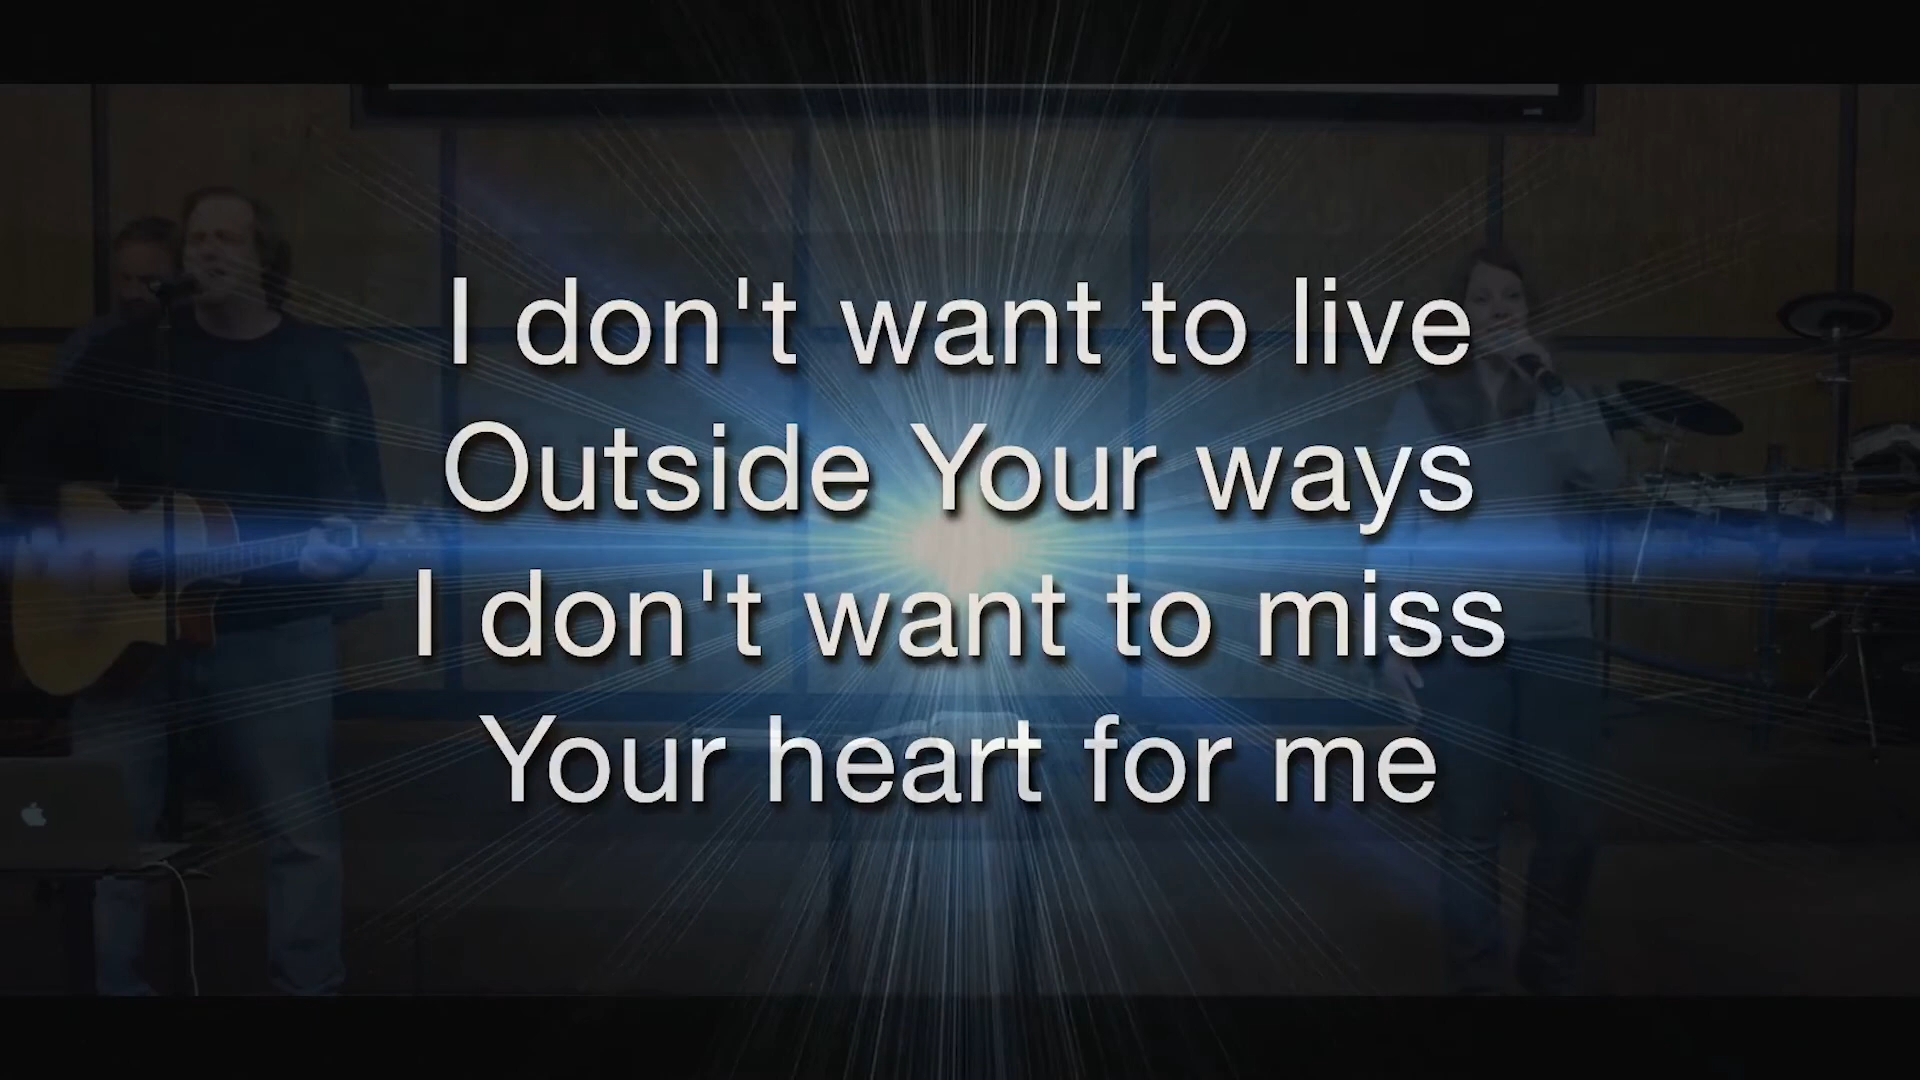 I don't want to live
Outside Your ways
I don't want to miss
Your heart for me